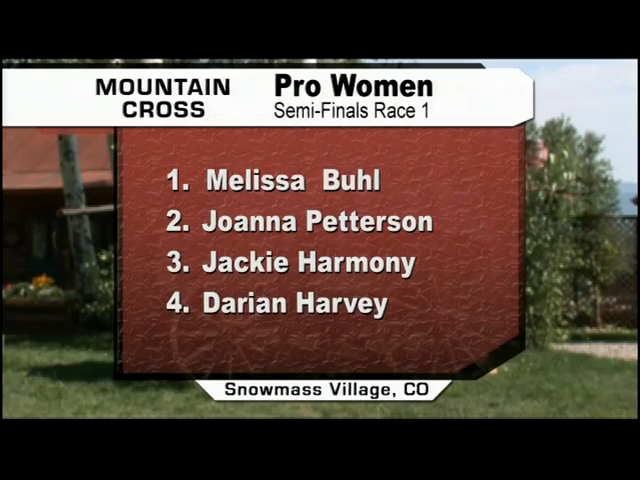 MOUNTAIN
CROSS
Pro Women
Semi-Finals Race 1
1. Melissa Buhl
2. Joanna Petterson
3. Jackie Harmony
4. Darian Harvey
Snowmass Village, CO